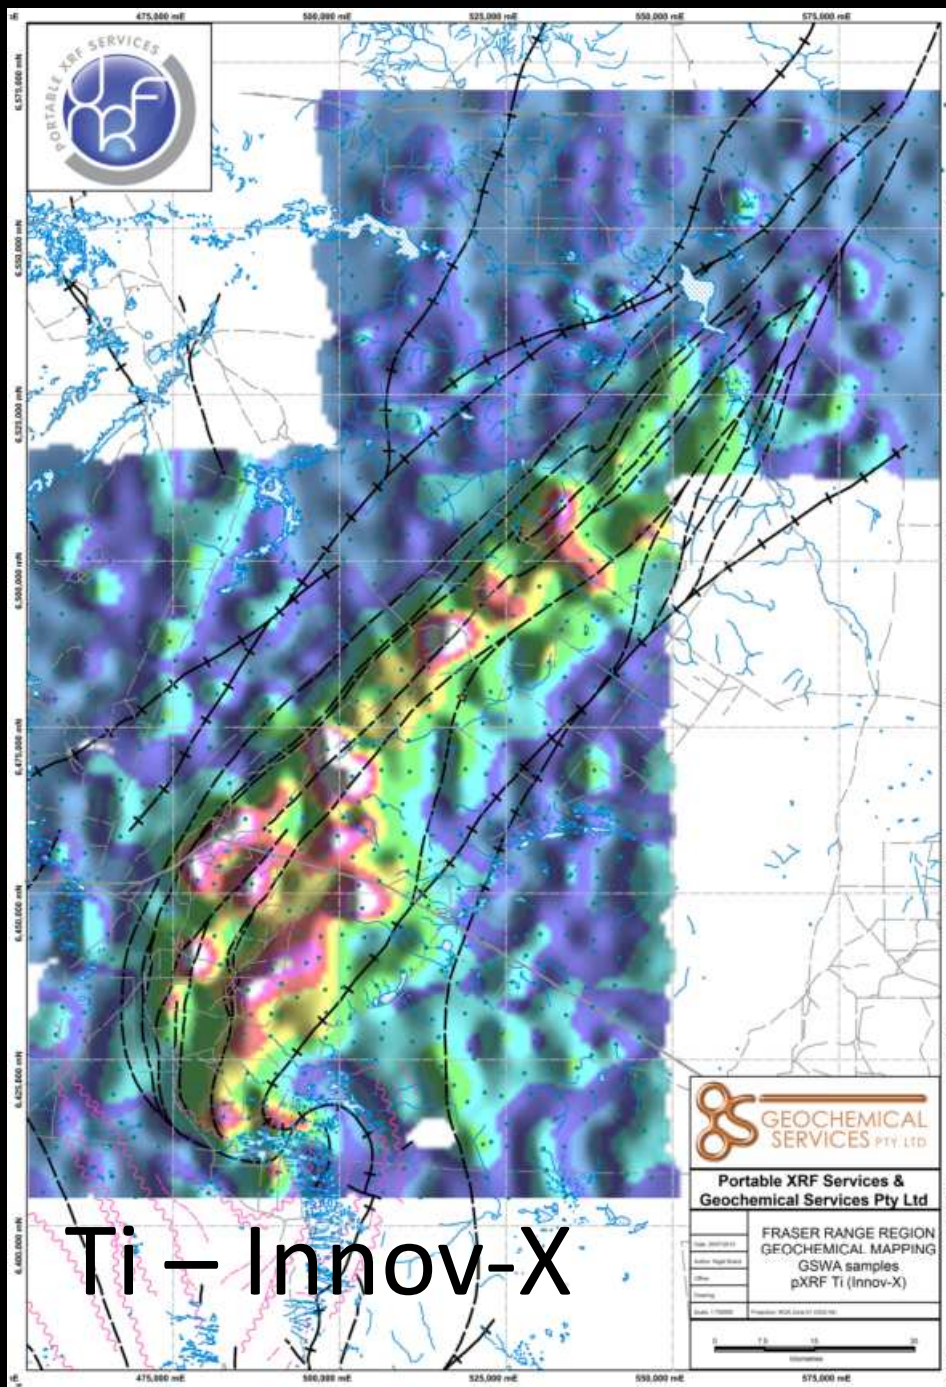 475,000 mE 500,000 mE 525,000 mE 550,000 mE 575,000 mE
PORTABLE XRF SERVICES
6,575,000 mN
6,550,000 mN
6,525,000 mN
6,500,000 mN
6,475,000 mN
6,450,000 mN
6,425,000 mN
6,400,000 mN
GEOCHEMICAL
SERVICES PTY. LTD
Portable XRF Services &
Geochemical Services Pty Ltd
FRASER RANGE REGION
GEOCHEMICAL MAPPING
GSWA samples
pXRF Ti (Innov-X)
Ti – Innov-X
475,000 mE 500,000 mE 525,000 mE 550,000 mE 575,000 mE